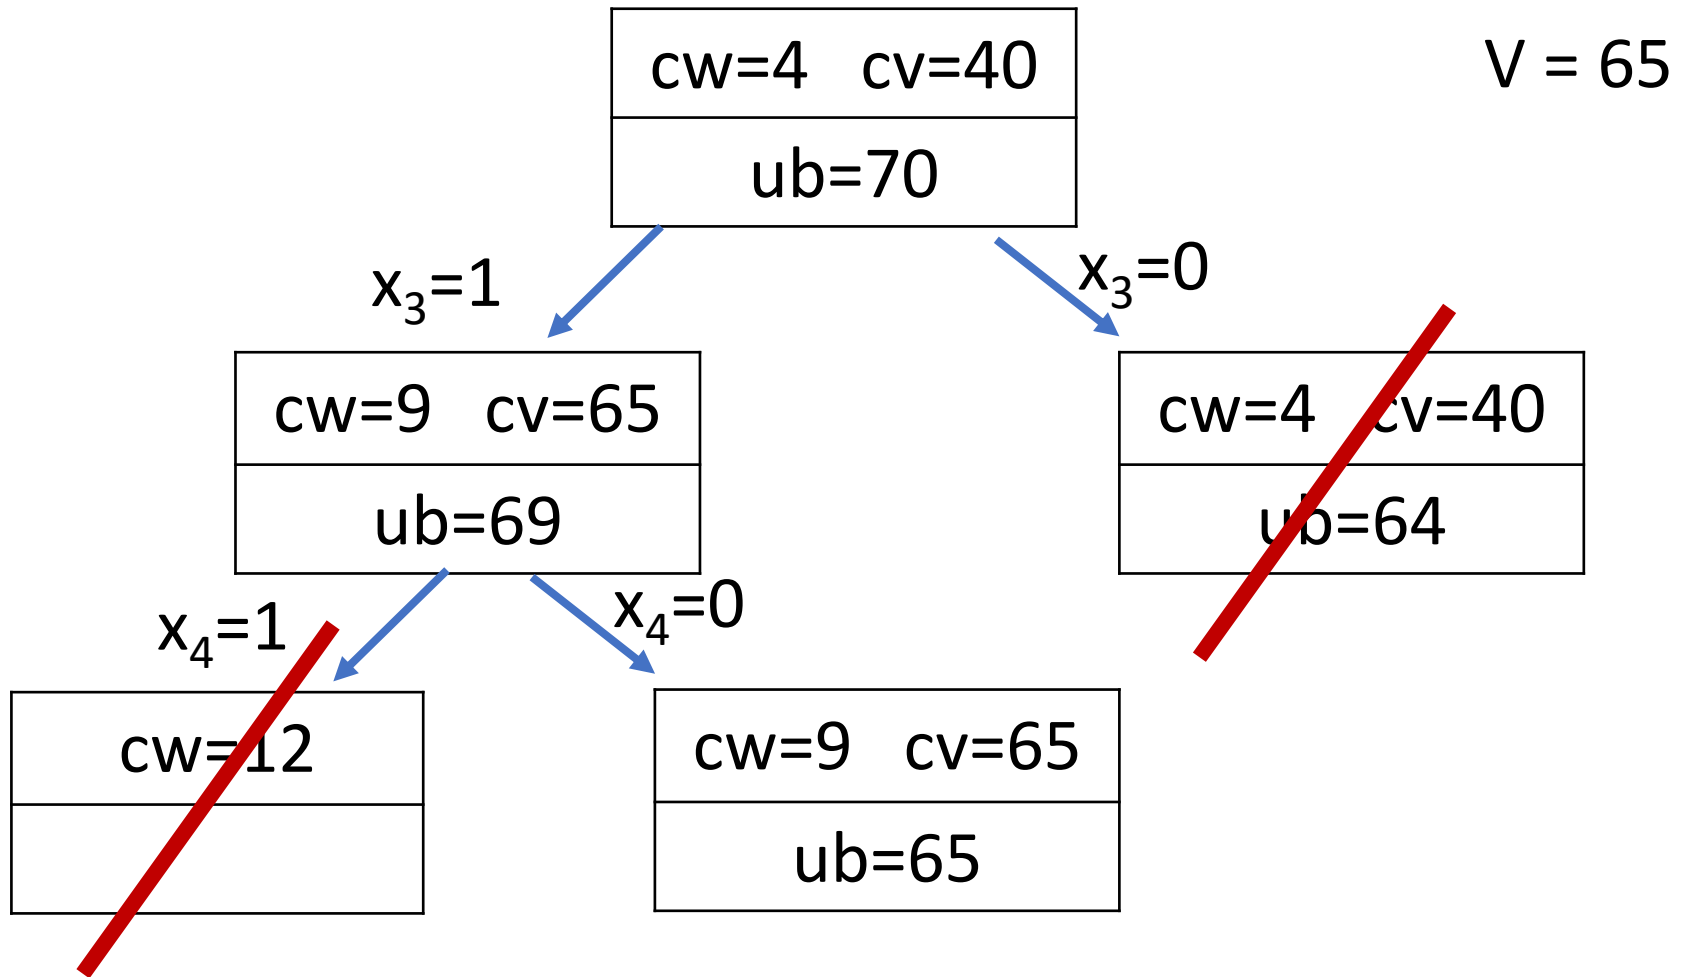 cw=4 cv=40
V = 65
ub=70
x₃=1
x₃=0
cw=9 cv=65
cw=4 cv=40
ub=69
ub=64
x₄=1
x₄=0
cw=12
cw=9 cv=65
ub=65